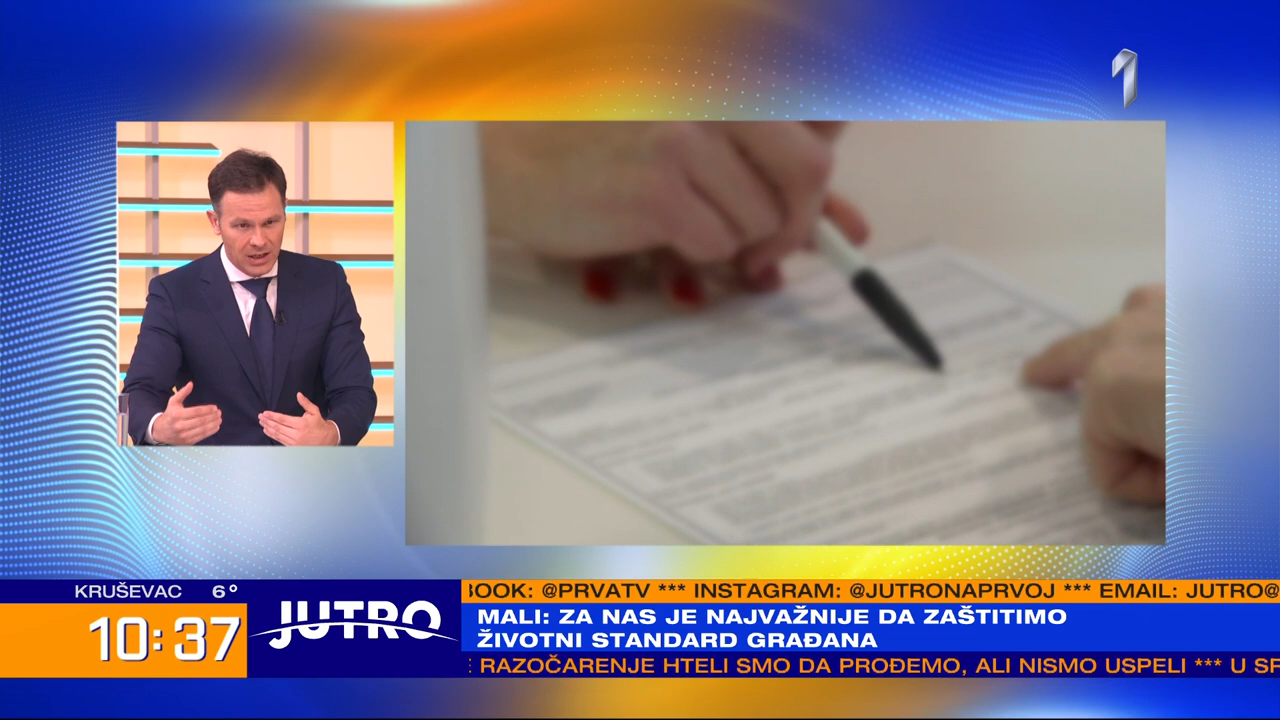 1
KRUŠEVAC 6°
10:37
JUTRO
BOOK: @PRVATV *** INSTAGRAM: @JUTRONAPRVOJ *** EMAIL: JUTRO@
MALI: ZA NAS JE NAJVAŽNIJE DA ZAŠTITIMO
ŽIVOTNI STANDARD GRAĐANA
E RAZOČARENJE HTELI SMO DA PROĐEMO, ALI NISMO USPELI *** U SP